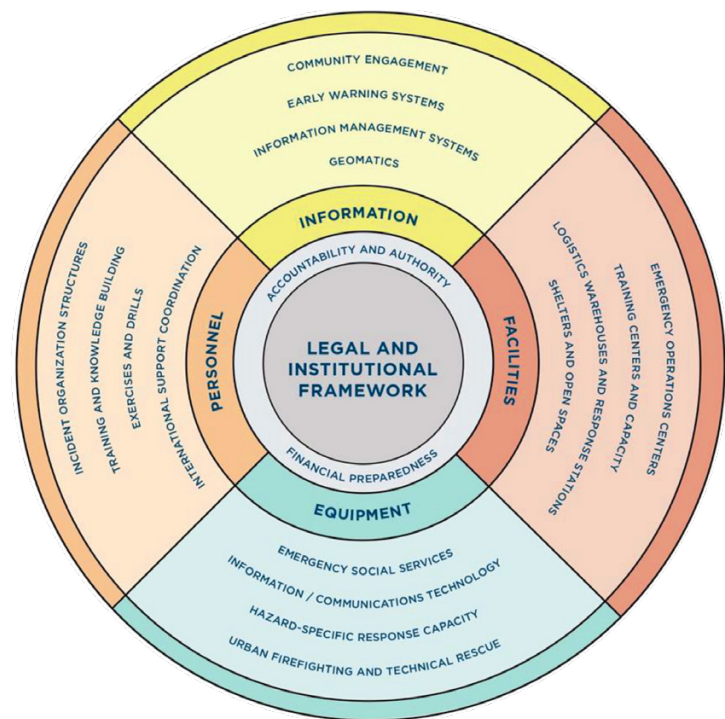 COMMUNITY ENGAGEMENT
EARLY WARNING SYSTEMS
INFORMATION MANAGEMENT SYSTEMS
GEOMATICS
INFORMATION
ACCOUNTABILITY AND AUTHORITY
LEGAL AND
INSTITUTIONAL
FRAMEWORK
FINANCIAL PREPAREDNESS
PERSONNEL
INCIDENT ORGANIZATION STRUCTURES
TRAINING AND KNOWLEDGE BUILDING
EXERCISES AND DRILLS
INTERNATIONAL SUPPORT COORDINATION
FACILITIES
EMERGENCY OPERATIONS CENTERS
TRAINING CENTERS AND CAPACITY
LOGISTICS WAREHOUSES AND RESPONSE STATIONS
SHELTERS AND OPEN SPACES
EQUIPMENT
EMERGENCY SOCIAL SERVICES
INFORMATION / COMMUNICATIONS TECHNOLOGY
HAZARD-SPECIFIC RESPONSE CAPACITY
URBAN FIREFIGHTING AND TECHNICAL RESCUE